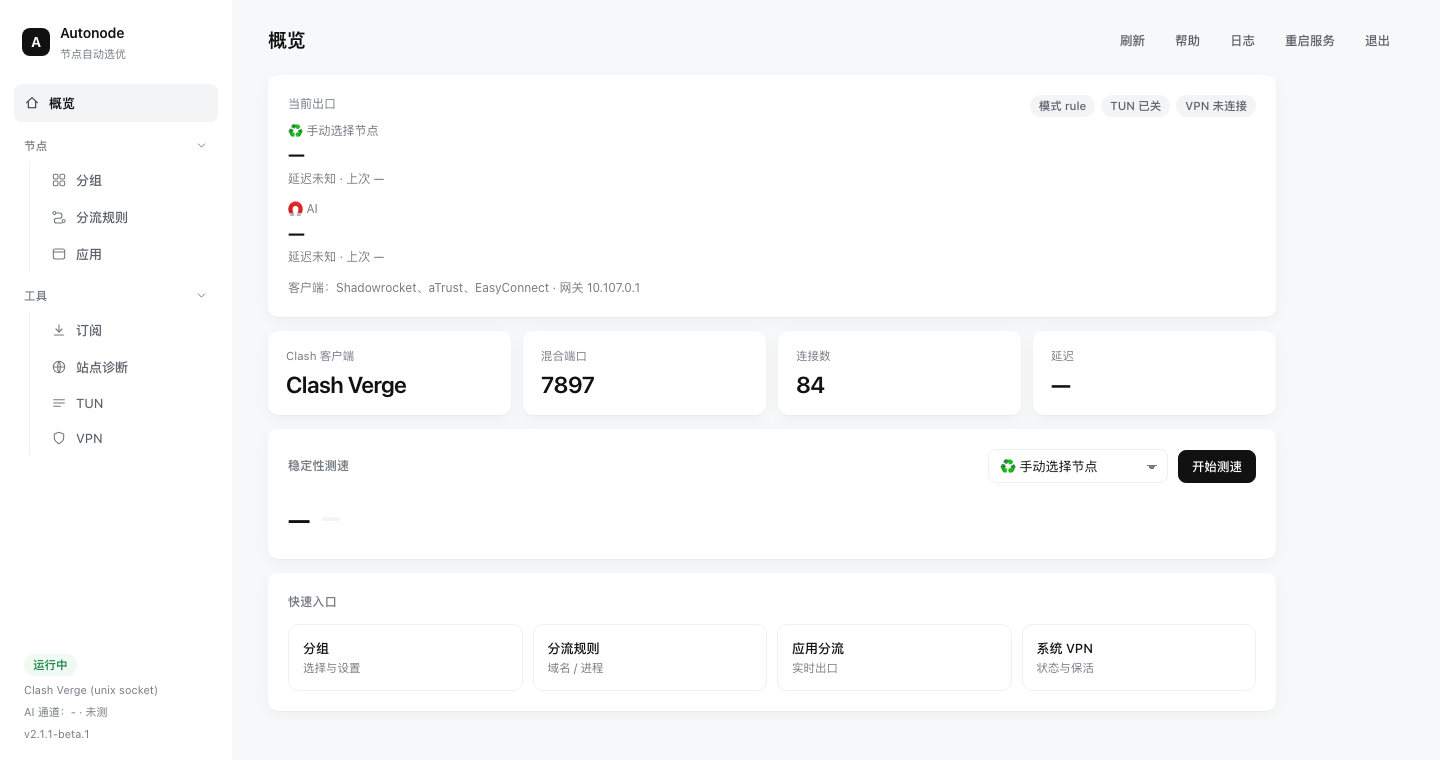 A
Autonode
节点自动选优
概览
节点
分组
分流规则
应用
工具
订阅
站点诊断
TUN
VPN
运行中
Clash Verge (unix socket)
AI 通道：- · 未测
v2.1.1-beta.1
概览
刷新 帮助 日志 重启服务 退出
当前出口
模式 rule TUN 已关 VPN 未连接
♻️ 手动选择节点
—
延迟未知 · 上次 —
AI
—
延迟未知 · 上次 —
客户端：Shadowrocket、aTrust、EasyConnect · 网关 10.107.0.1
Clash 客户端
Clash Verge
混合端口
7897
连接数
84
延迟
—
稳定性测速
♻️ 手动选择节点
开始测速
— —
快速入口
分组
选择与设置
分流规则
域名 / 进程
应用分流
实时出口
系统 VPN
状态与保活